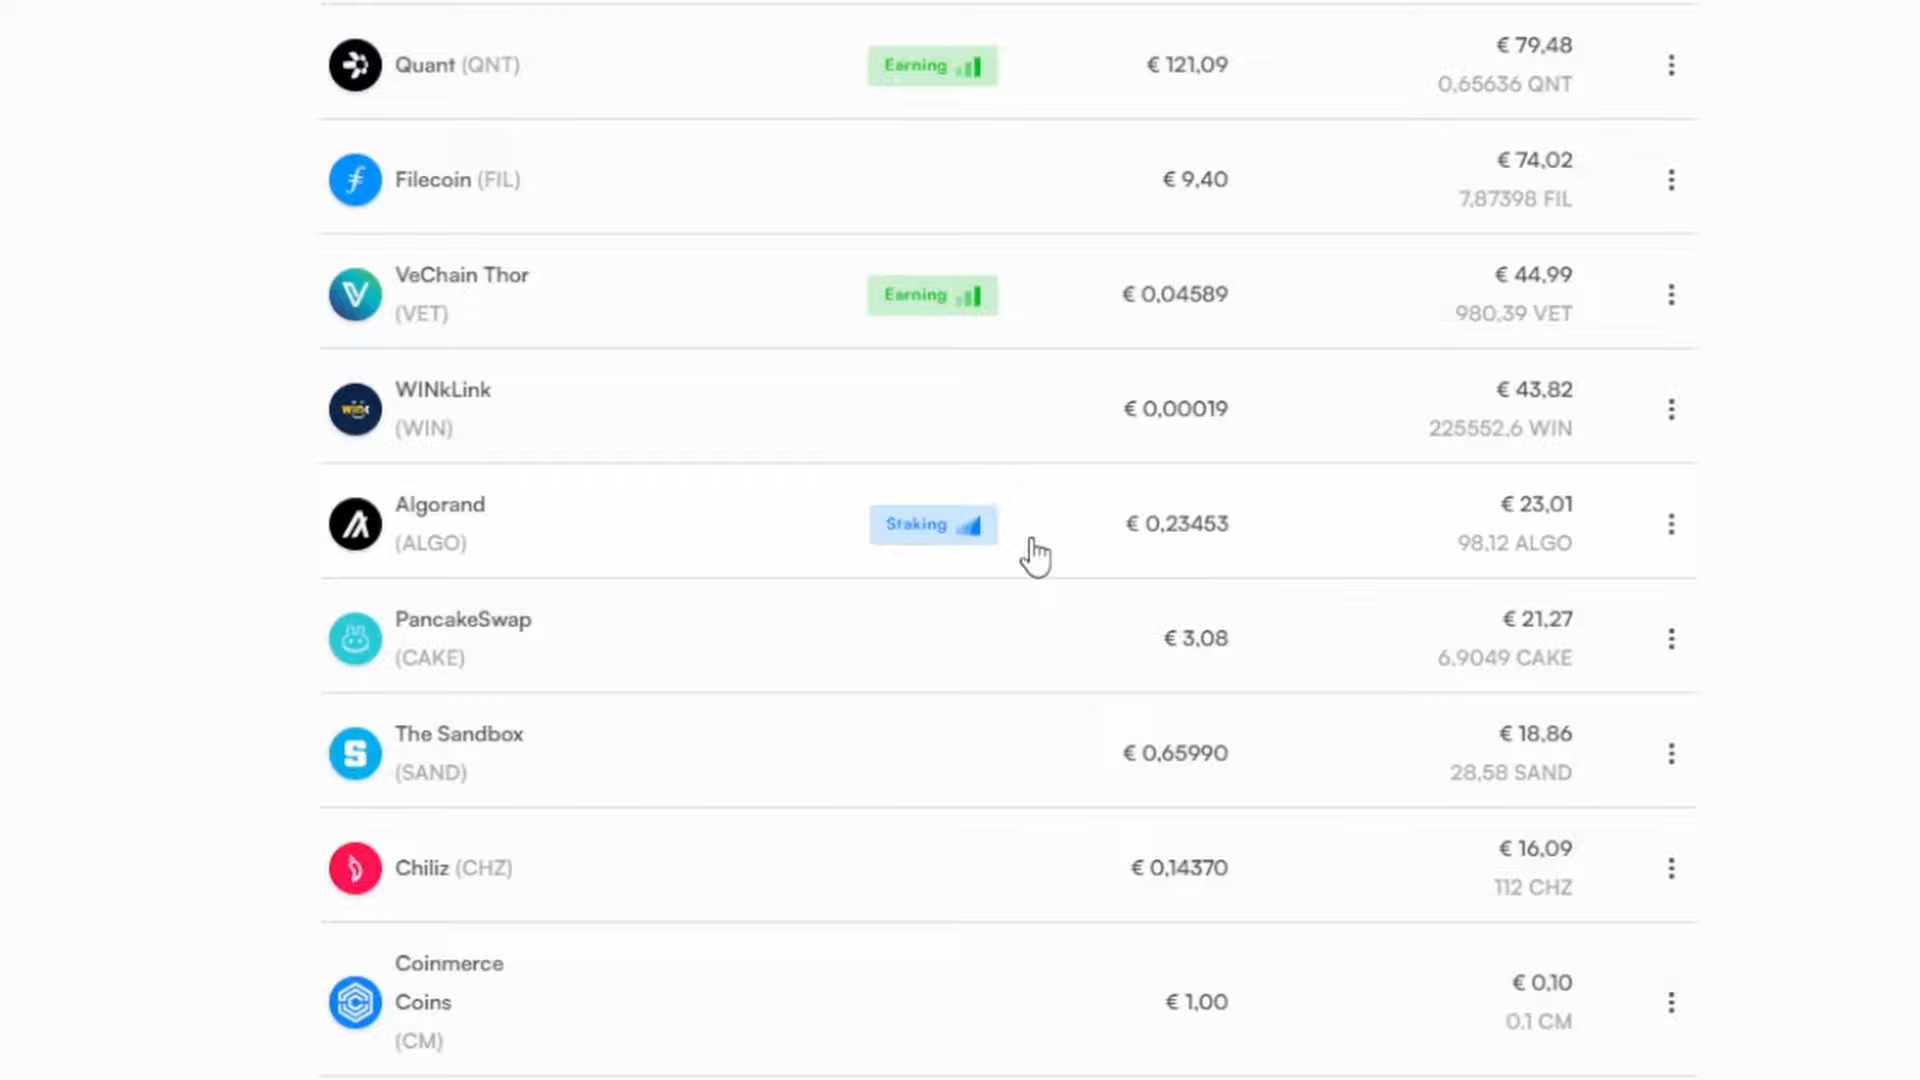 Quant (QNT)
Earning
€ 121,09
€ 79,48
0,65636 QNT
Filecoin (FIL)
€ 9,40
€ 74,02
7,87398 FIL
VeChain Thor
(VET)
Earning
€ 0,04589
€ 44,99
980,39 VET
WINkLink
(WIN)
€ 0,00019
€ 43,82
225552,6 WIN
Algorand
(ALGO)
Staking
€ 0,23453
€ 23,01
98,12 ALGO
PancakeSwap
(CAKE)
€ 3,08
€ 21,27
6,9049 CAKE
The Sandbox
(SAND)
€ 0,65990
€ 18,86
28,58 SAND
Chiliz (CHZ)
€ 0,14370
€ 16,09
112 CHZ
Coinmerce
Coins
(CM)
€ 1,00
€ 0,10
0.1 CM